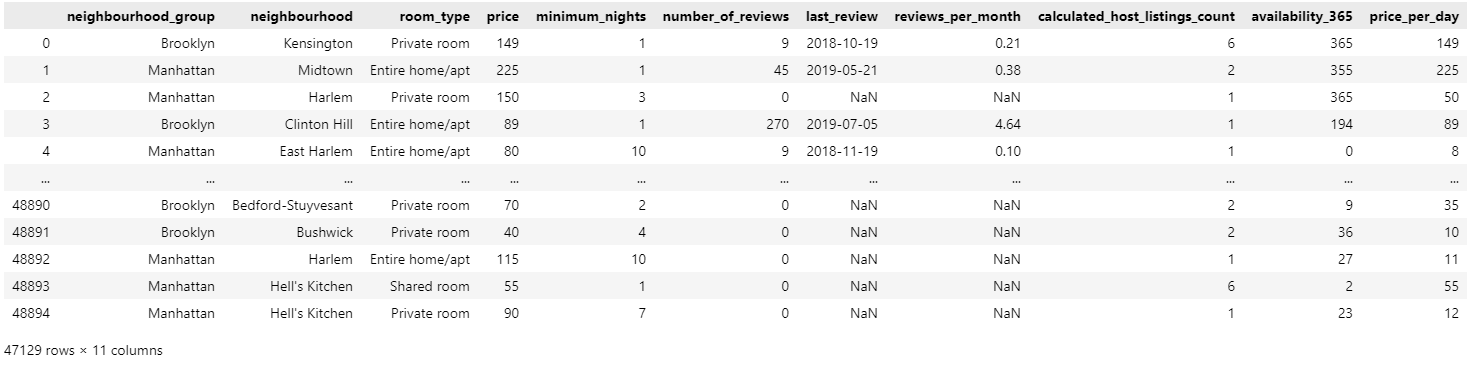 neighbourhood_group neighbourhood room_type price minimum_nights number_of_reviews last_review reviews_per_month calculated_host_listings_count availability_365 price_per_day
0 Brooklyn Kensington Private room 149 1 9 2018-10-19 0.21 6 365 149
1 Manhattan Midtown Entire home/apt 225 1 45 2019-05-21 0.38 2 355 225
2 Manhattan Harlem Private room 150 3 0 NaN NaN 1 365 50
3 Brooklyn Clinton Hill Entire home/apt 89 1 270 2019-07-05 4.64 1 194 89
4 Manhattan East Harlem Entire home/apt 80 10 9 2018-11-19 0.10 1 0 8
... ... ... ... ... ... ... ... ... ... ... ...
48890 Brooklyn Bedford-Stuyvesant Private room 70 2 0 NaN NaN 2 9 35
48891 Brooklyn Bushwick Private room 40 4 0 NaN NaN 2 36 10
48892 Manhattan Harlem Entire home/apt 115 10 0 NaN NaN 1 27 11
48893 Manhattan Hell's Kitchen Shared room 55 1 0 NaN NaN 6 2 55
48894 Manhattan Hell's Kitchen Private room 90 7 0 NaN NaN 1 23 12
47129 rows × 11 columns